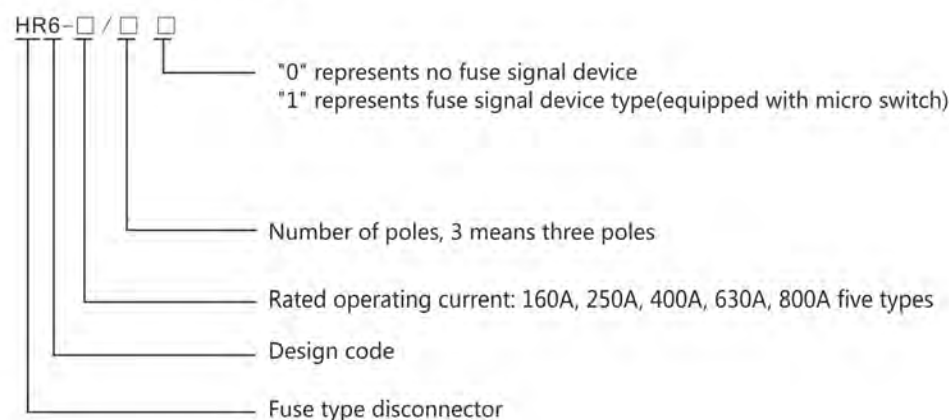 HR6-□/□ □
"0" represents no fuse signal device
"1" represents fuse signal device type(equipped with micro switch)
Number of poles, 3 means three poles
Rated operating current: 160A, 250A, 400A, 630A, 800A five types
Design code
Fuse type disconnector